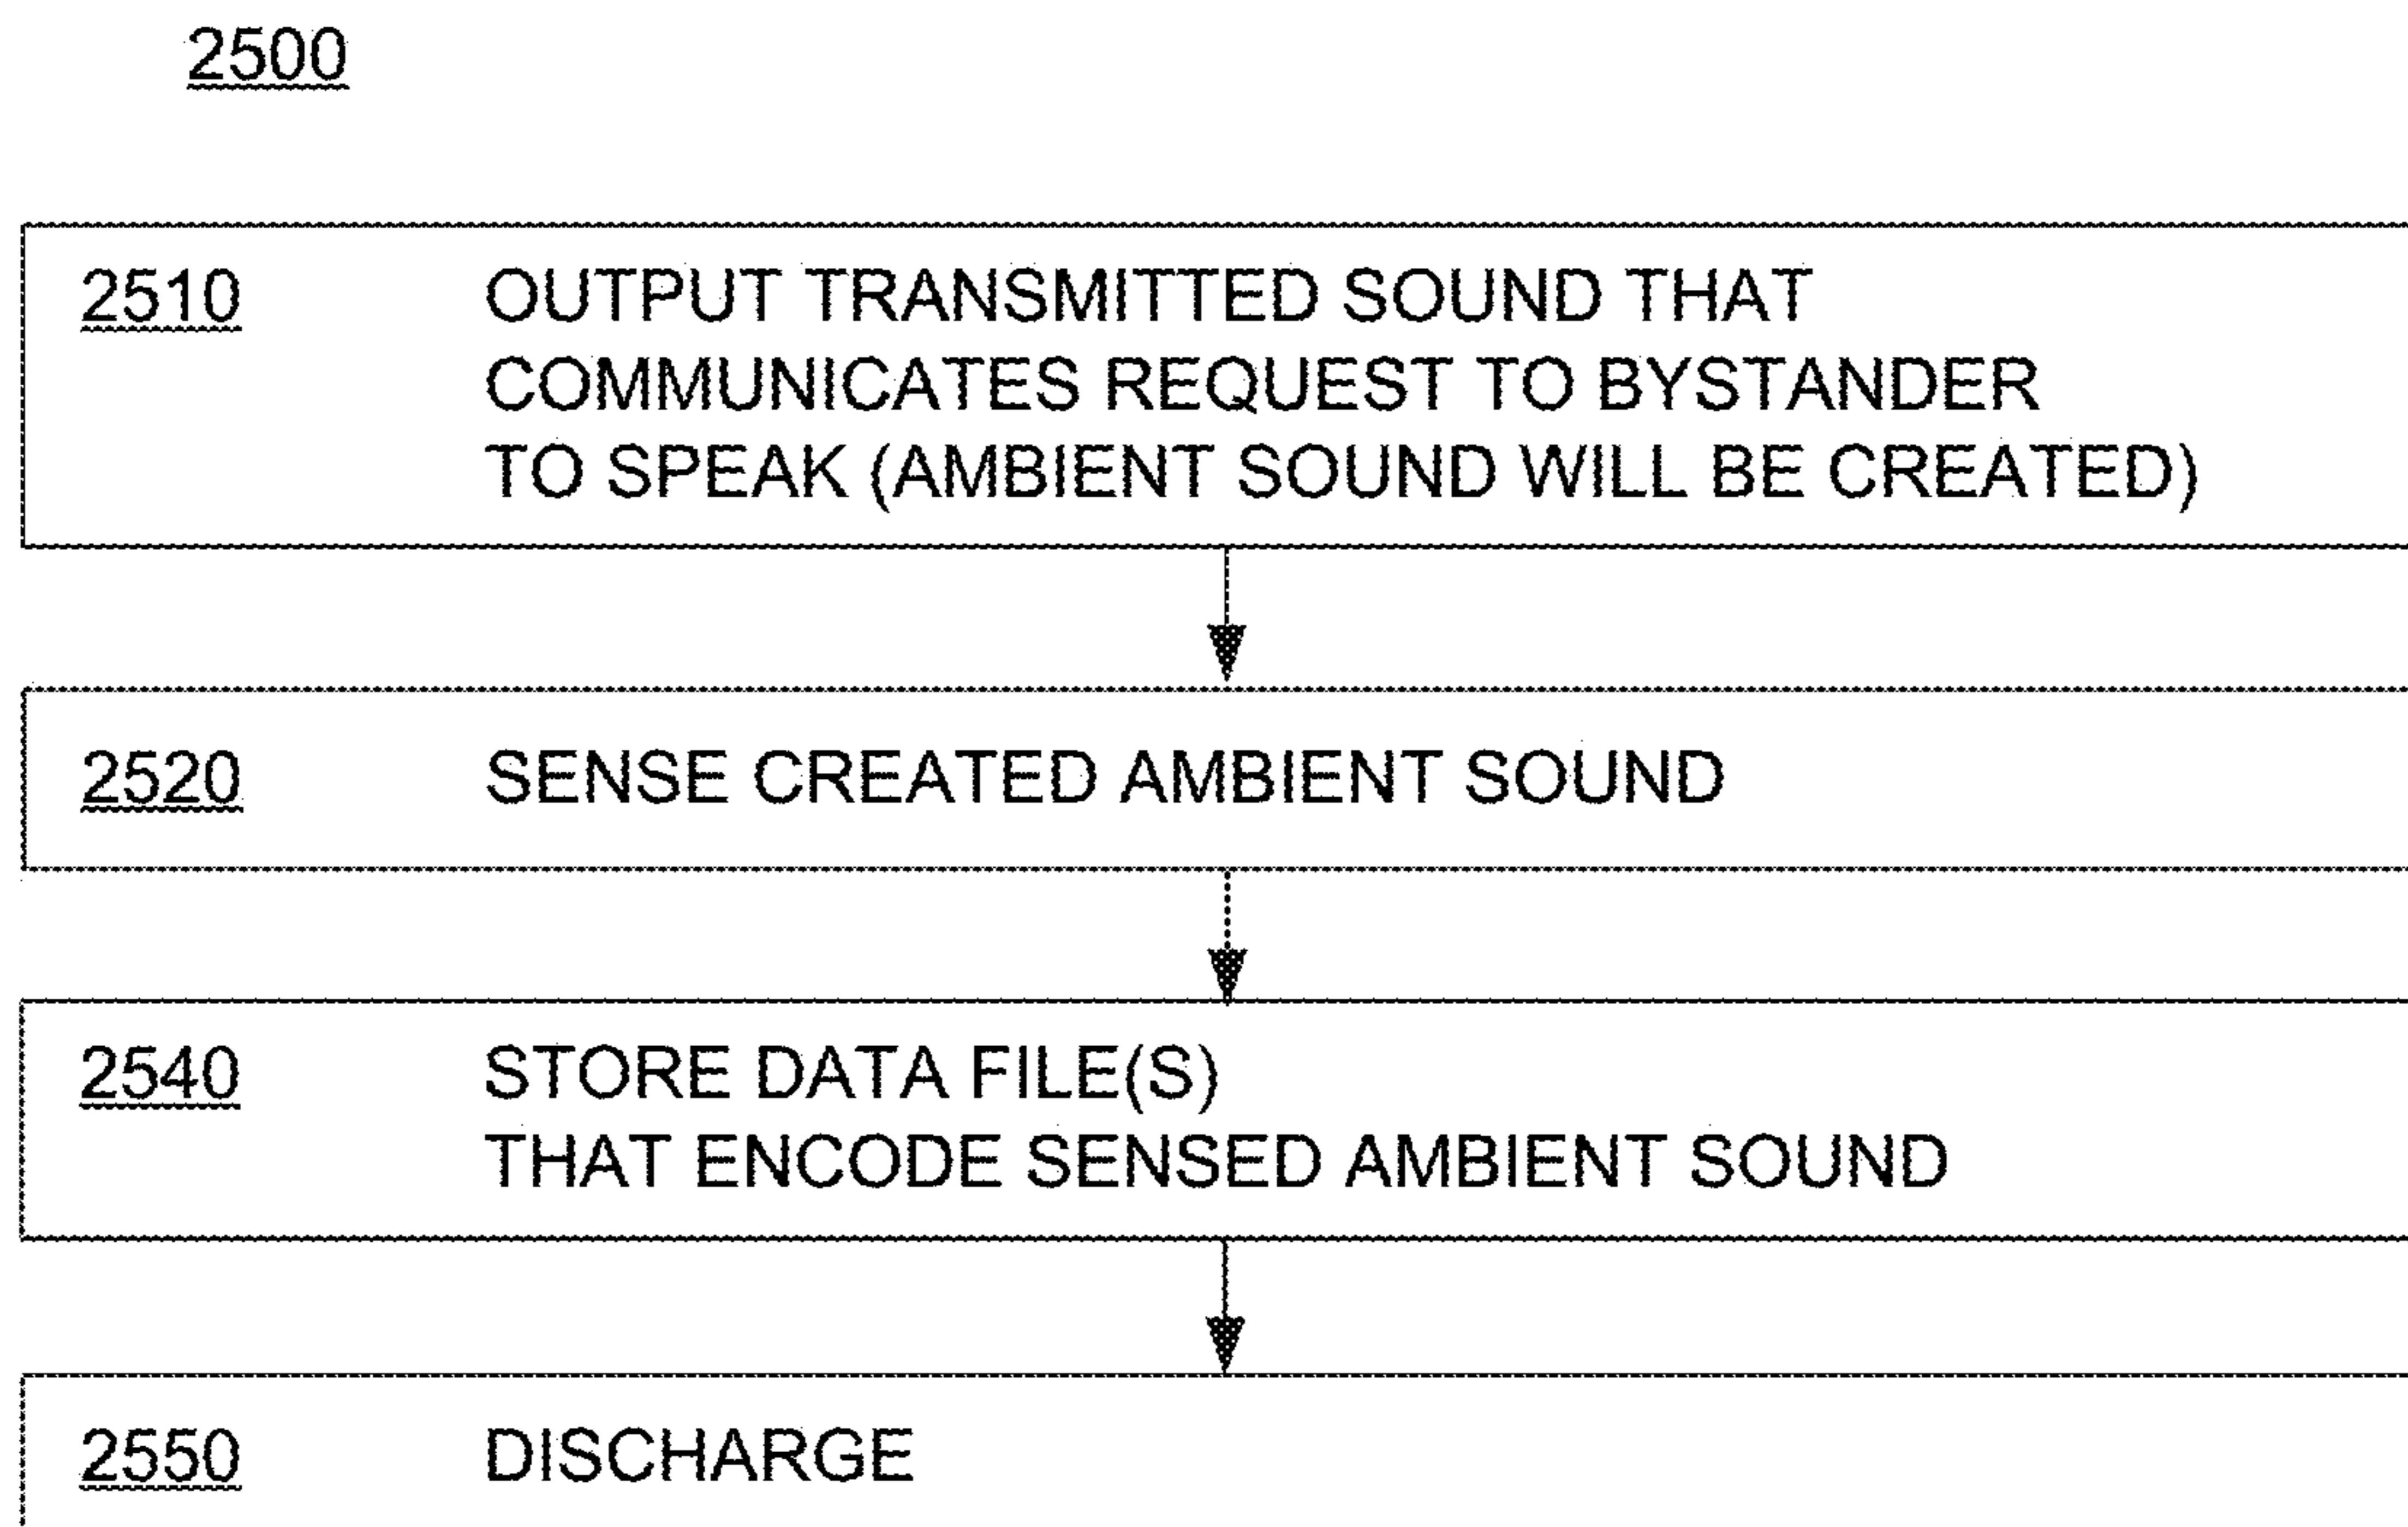 2500
2510 OUTPUT TRANSMITTED SOUND THAT
COMMUNICATES REQUEST TO BYSTANDER
TO SPEAK (AMBIENT SOUND WILL BE CREATED)
2520 SENSE CREATED AMBIENT SOUND
2540 STORE DATA FILE(S)
THAT ENCODE SENSED AMBIENT SOUND
2550 DISCHARGE